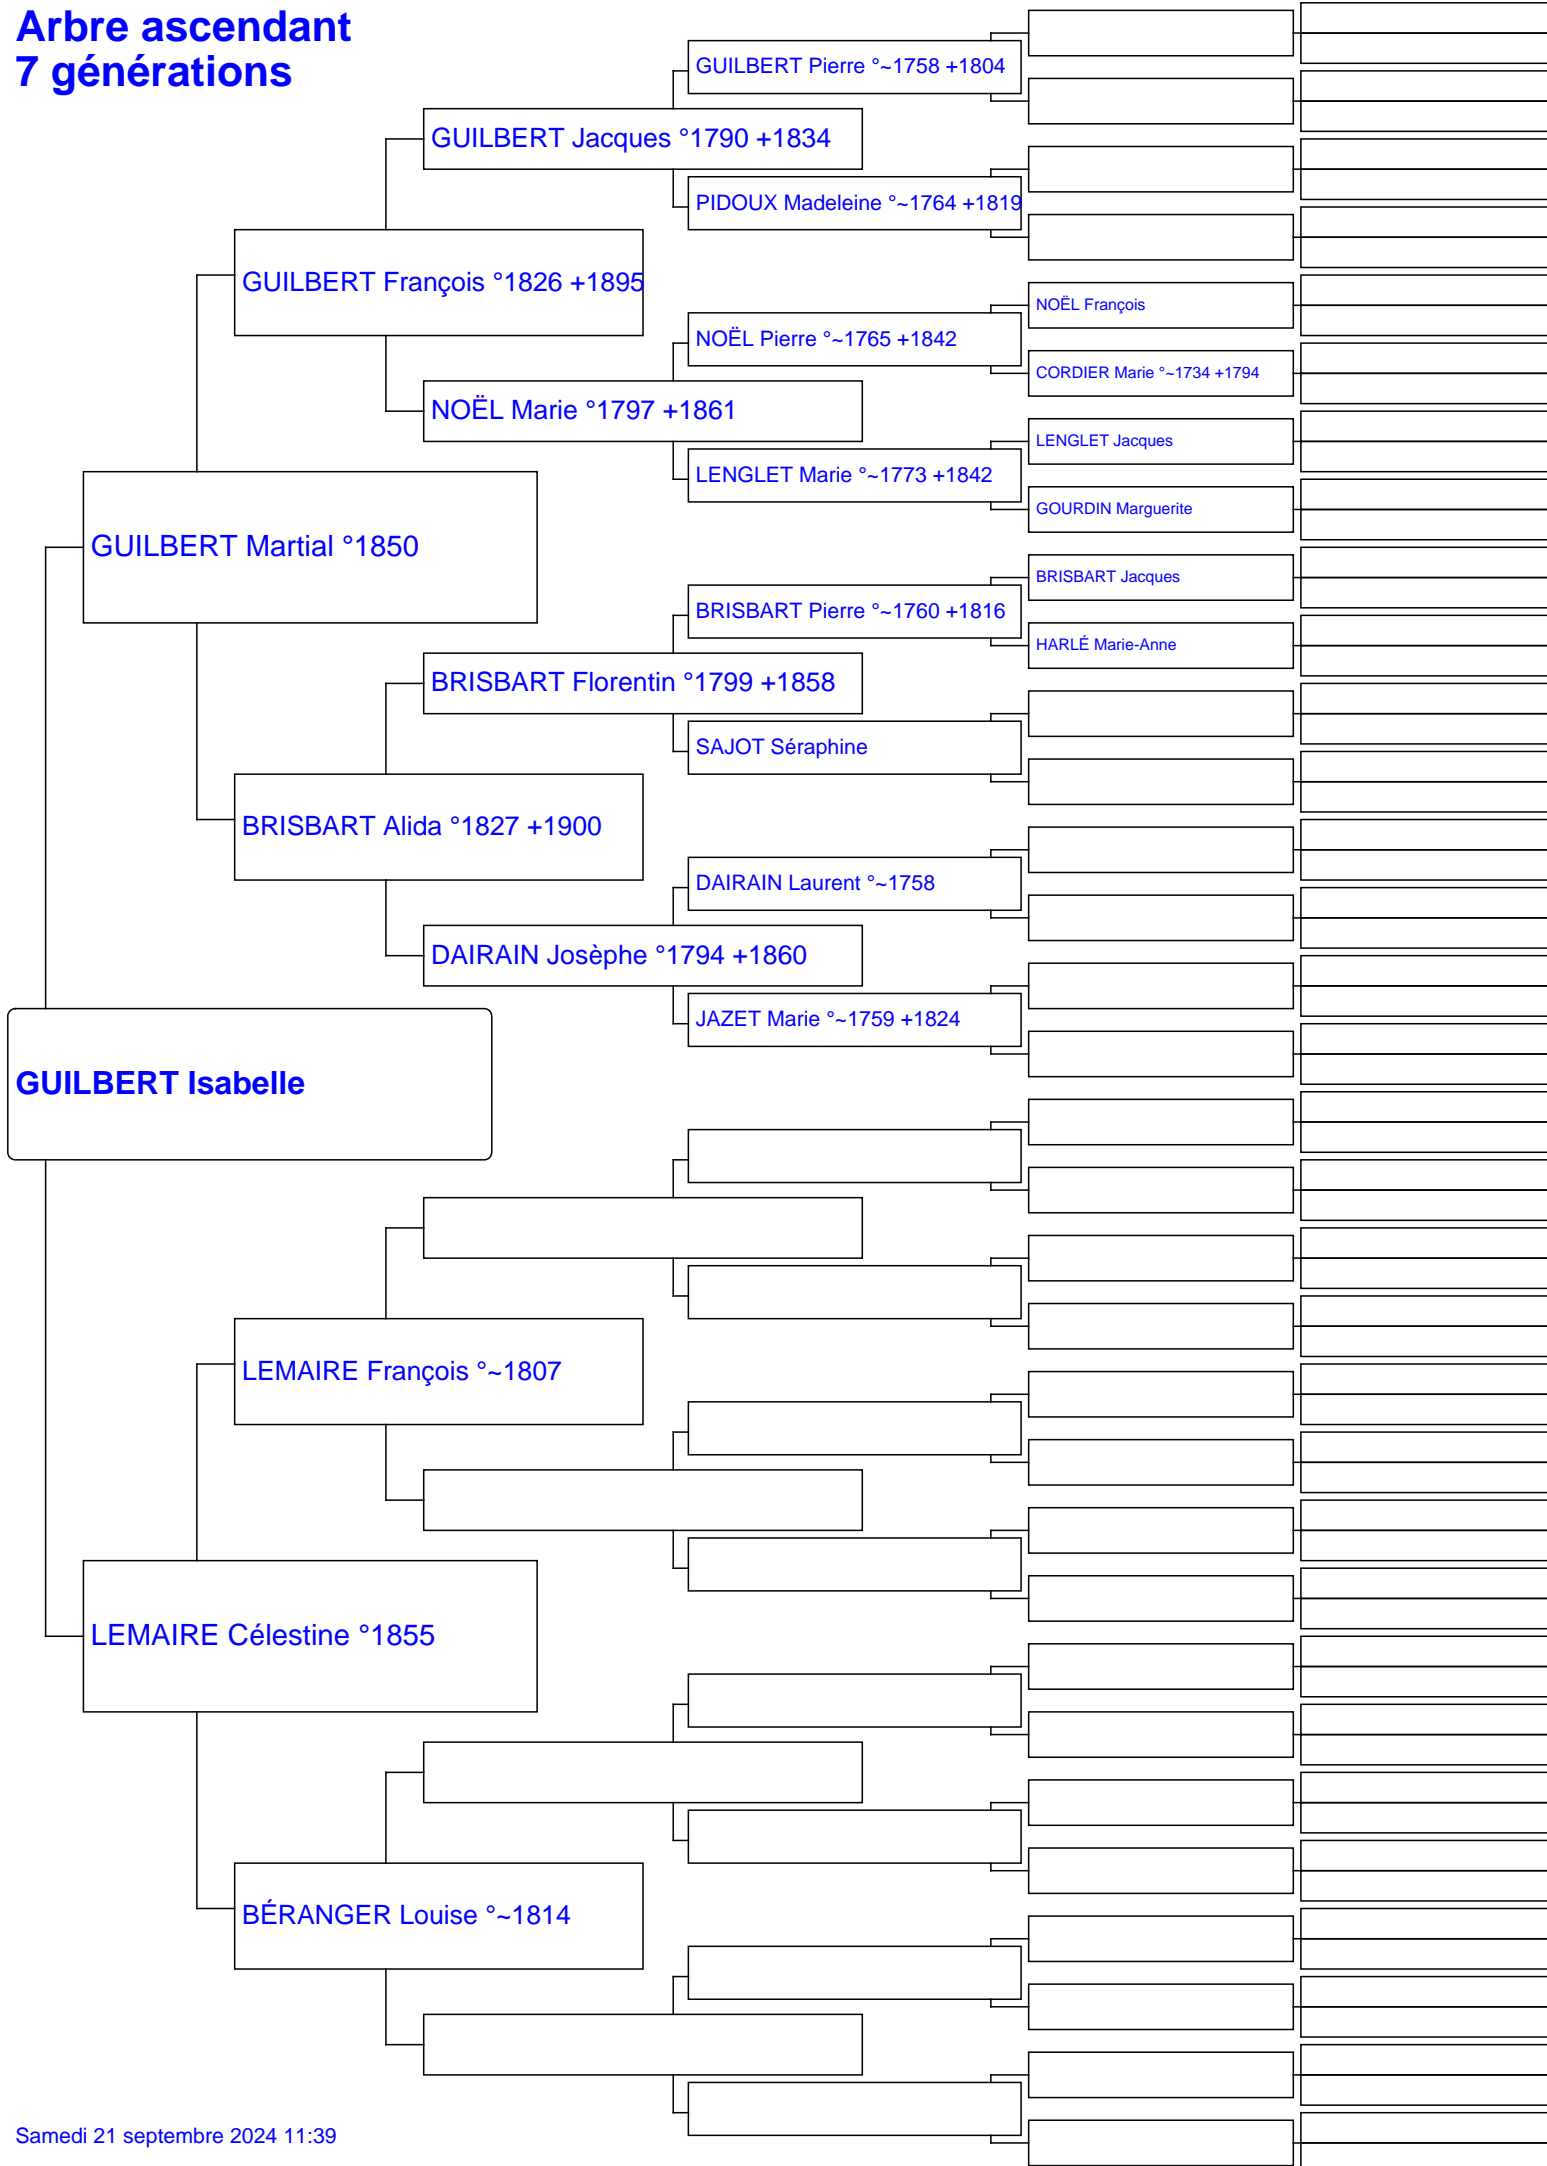 Arbre ascendant
7 générations
GUILBERT Pierre °~1758 +1804
GUILBERT Jacques °1790 +1834
PIDOUX Madeleine °~1764 +1819
GUILBERT François °1826 +1895
NOËL François
NOËL Pierre °~1765 +1842
CORDIER Marie °~1734 +1794
NOËL Marie °1797 +1861
LENGLET Jacques
LENGLET Marie °~1773 +1842
GOURDIN Marguerite
GUILBERT Martial °1850
BRISBART Jacques
BRISBART Pierre °~1760 +1816
HARLÉ Marie-Anne
BRISBART Florentin °1799 +1858
SAJOT Séraphine
BRISBART Alida °1827 +1900
DAIRAIN Laurent °~1758
DAIRAIN Josèphe °1794 +1860
JAZET Marie °~1759 +1824
GUILBERT Isabelle
LEMAIRE François °~1807
LEMAIRE Célestine °1855
BÉRANGER Louise °~1814
Samedi 21 septembre 2024 11:39